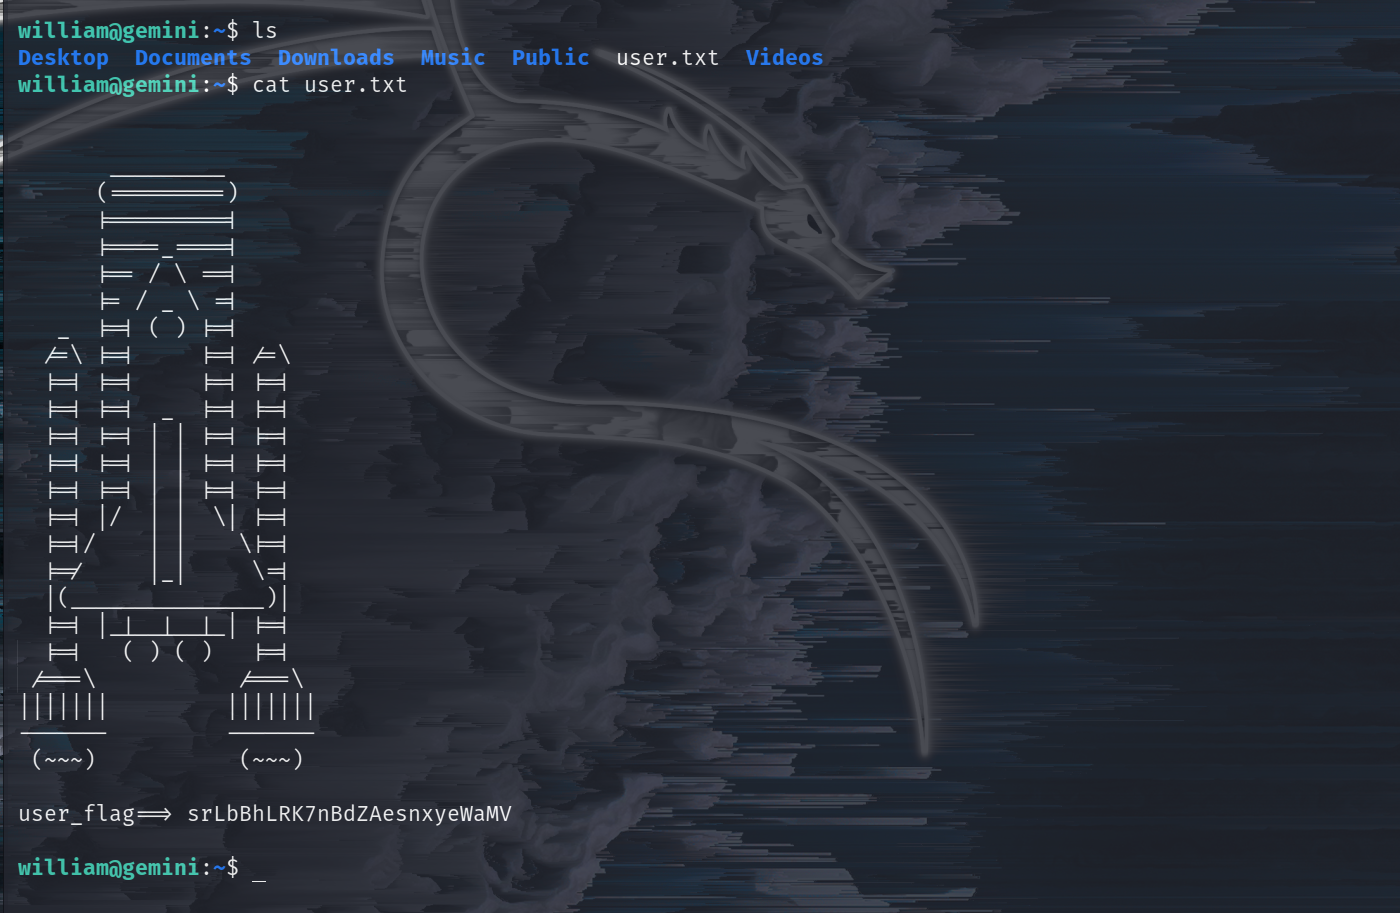 william@gemini:~$ ls
Desktop  Documents  Downloads  Music  Public  user.txt  Videos
william@gemini:~$ cat user.txt
user_flag==> srLbBhLRK7nBdZAesnxyeWaMV
william@gemini:~$ _